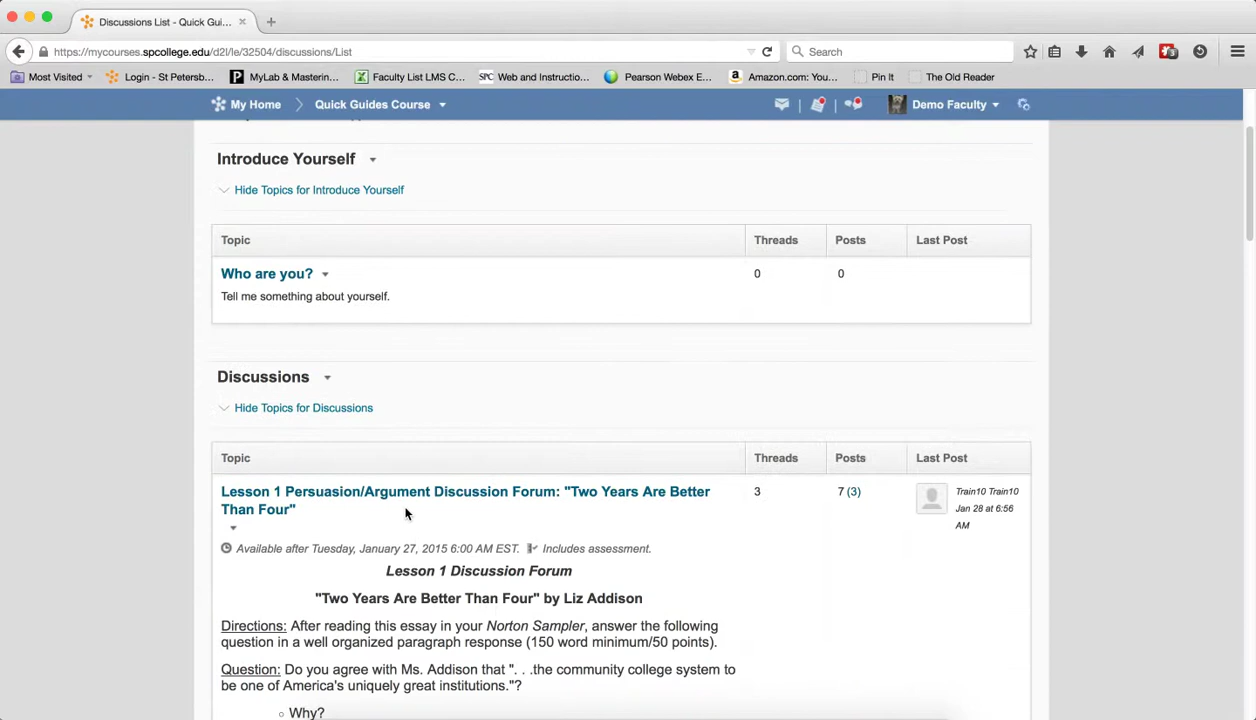 Discussions List - Quick Gui...
https://mycourses.spcollege.edu/d2l/le/32504/discussions/List
Search
Most Visited
Login - St Petersb...
P MyLab & Mastering...
Faculty List LMS C...
SPC Web and Instructio...
Pearson Webex E...
a Amazon.com: You...
Pin It
The Old Reader
My Home
Quick Guides Course
Demo Faculty
Introduce Yourself
Hide Topics for Introduce Yourself
Topic Threads Posts Last Post
Who are you? 0 0
Tell me something about yourself.
Discussions
Hide Topics for Discussions
Topic Threads Posts Last Post
Lesson 1 Persuasion/Argument Discussion Forum: "Two Years Are Better
Than Four"
3
7 (3)
Train10 Train10
Jan 28 at 6:56
AM
Available after Tuesday, January 27, 2015 6:00 AM EST. Includes assessment.
Lesson 1 Discussion Forum
"Two Years Are Better Than Four" by Liz Addison
Directions: After reading this essay in your Norton Sampler, answer the following
question in a well organized paragraph response (150 word minimum/50 points).
Question: Do you agree with Ms. Addison that ". . .the community college system to
be one of America's uniquely great institutions."?
Why?